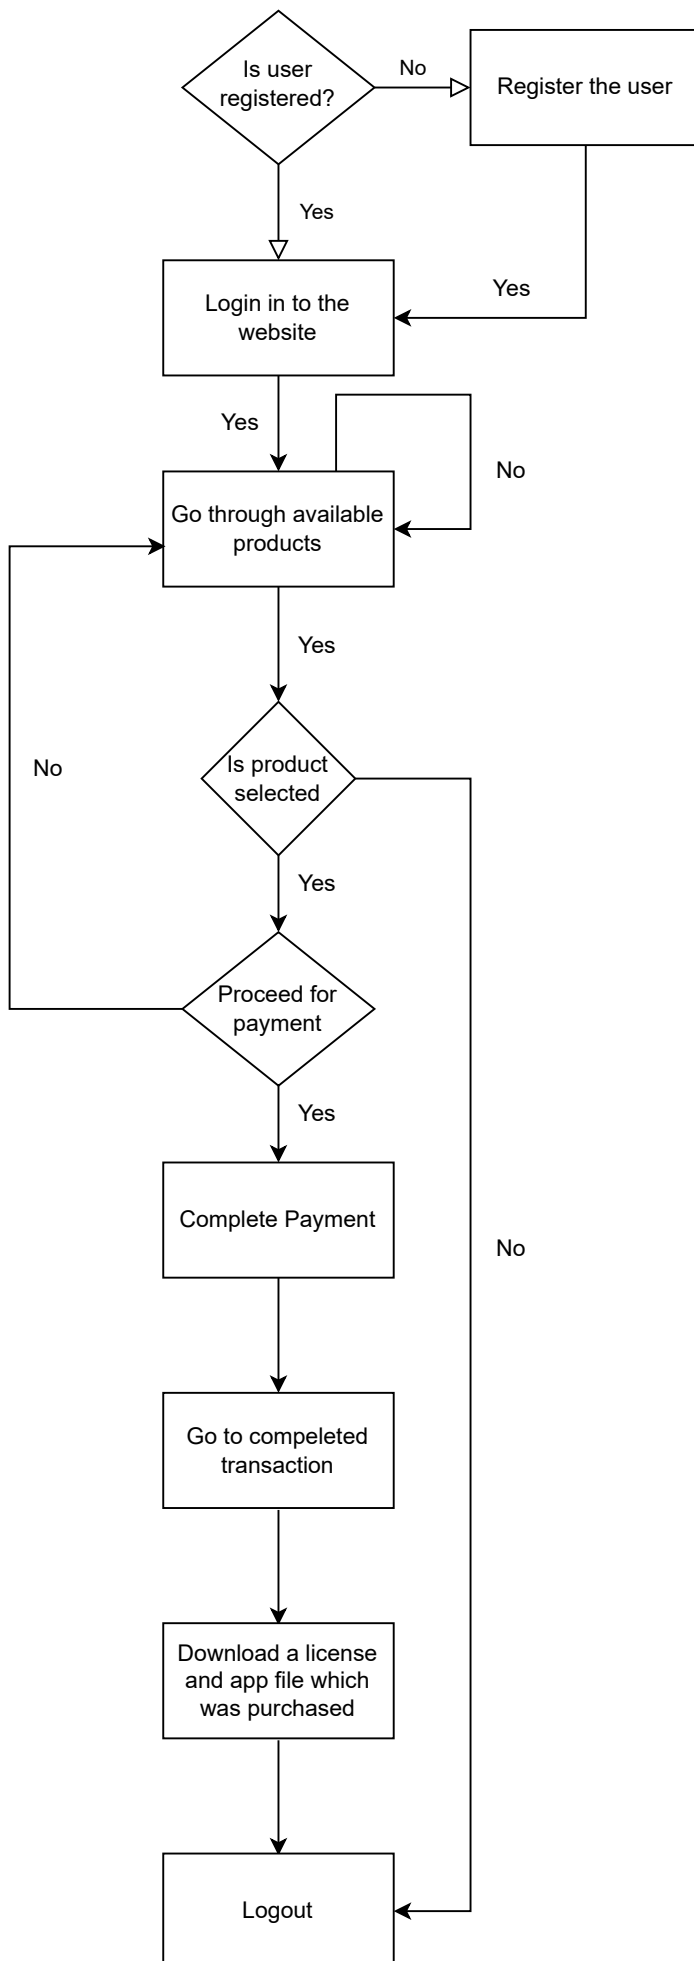 Is user
registered?
No
Register the user
Yes
Login in to the
website
Yes
Yes
No
Go through available
products
Yes
No
Is product
selected
Yes
Proceed for
payment
Yes
Complete Payment
No
Go to compeleted
transaction
Download a license
and app file which
was purchased
Logout